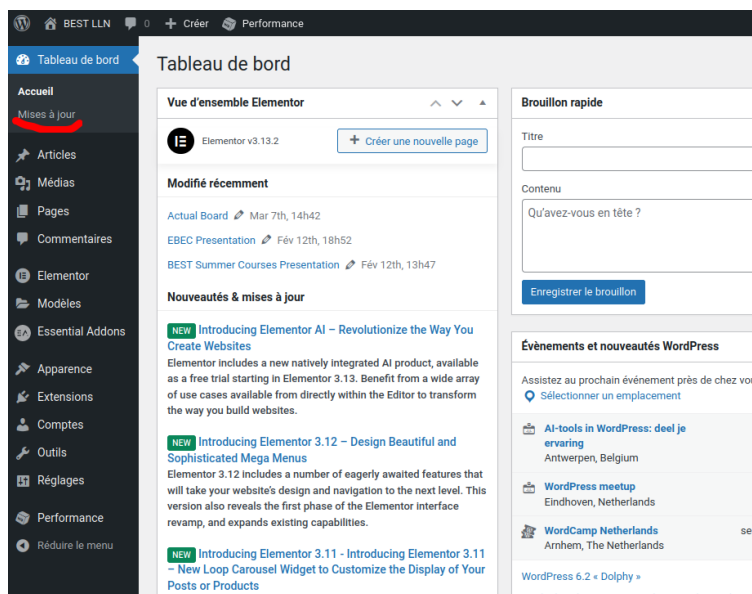 BEST LLN 0 + Créer Performance
Tableau de bord
Accueil
Mises à jour
Articles
Médias
Pages
Commentaires
Elementor
Modèles
EA Essential Addons
Apparence
Extensions
Comptes
Outils
Réglages
Performance
Réduire le menu
Tableau de bord
Vue d'ensemble Elementor
Elementor v3.13.2
+ Créer une nouvelle page
Modifié récemment
Actual Board Mar 7th, 14h42
EBEC Presentation Fév 12th, 18h52
BEST Summer Courses Presentation Fév 12th, 13h47
Nouveautés & mises à jour
NEW Introducing Elementor AI – Revolutionize the Way You
Create Websites
Elementor includes a new natively integrated AI product, available
as a free trial starting in Elementor 3.13. Benefit from a wide array
of use cases available from directly within the Editor to transform
the way you build websites.
NEW Introducing Elementor 3.12 – Design Beautiful and
Sophisticated Mega Menus
Elementor 3.12 includes a number of eagerly awaited features that
will take your website's design and navigation to the next level. This
version also reveals the first phase of the Elementor interface
revamp, and expands existing capabilities.
NEW Introducing Elementor 3.11 - Introducing Elementor 3.11
– New Loop Carousel Widget to Customize the Display of Your
Posts or Products
Brouillon rapide
Titre
Contenu
Qu'avez-vous en tête ?
Enregistrer le brouillon
Évènements et nouveautés WordPress
Assistez au prochain événement près de chez vou
Sélectionner un emplacement
AI-tools in WordPress: deel je
ervaring
Antwerpen, Belgium
WordPress meetup
Eindhoven, Netherlands
WordCamp Netherlands se
Arnhem, The Netherlands
WordPress 6.2 « Dolphy »